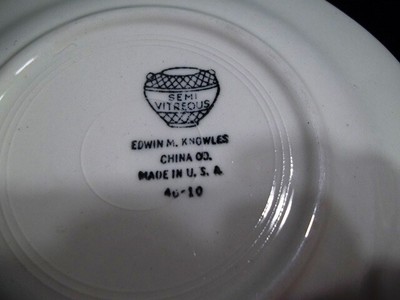 SEMI
VITREOUS
EDWIN M. KNOWLES
CHINA CO.
MADE IN U. S. A.
46-10